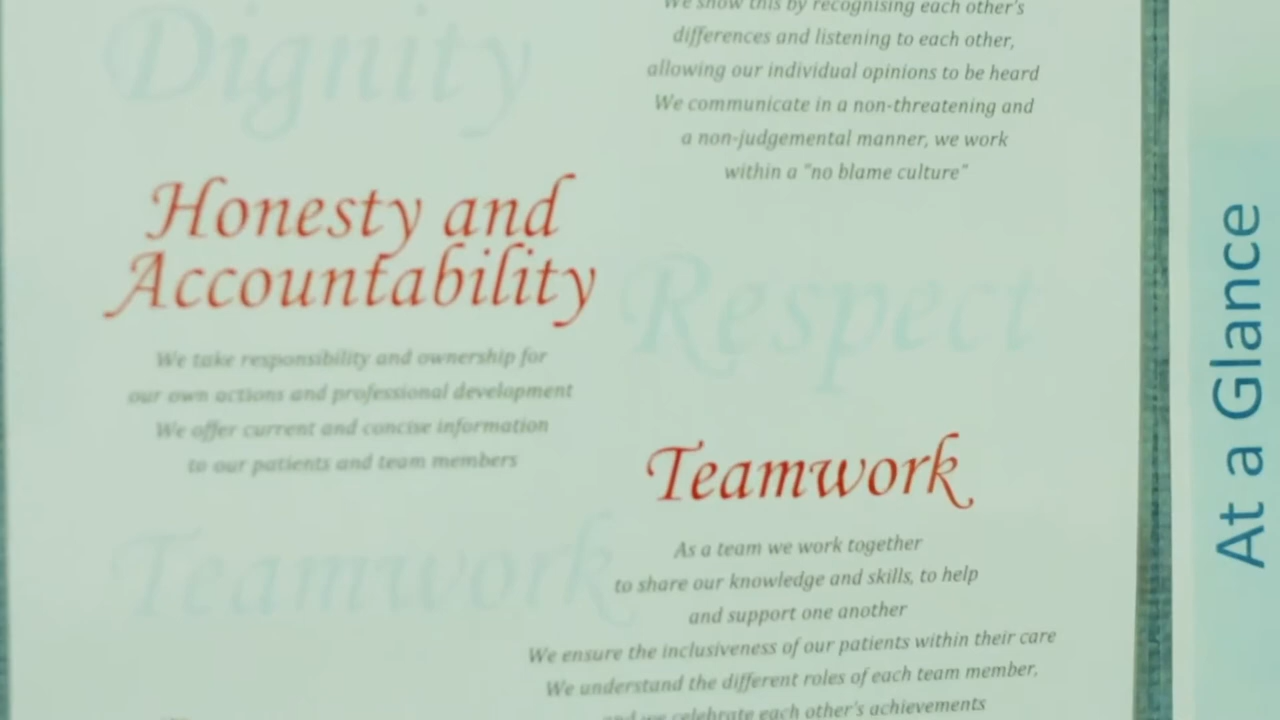 Dignity
We show this by recognising each other's
differences and listening to each other,
allowing our individual opinions to be heard
We communicate in a non-threatening and
a non-judgemental manner, we work
within a "no blame culture"
Honesty and
Accountability
We take responsibility and ownership for
our own actions and professional development
We offer current and concise information
to our patients and team members
Respect
Teamwork
As a team we work together
to share our knowledge and skills, to help
and support one another
We ensure the inclusiveness of our patients within their care
We understand the different roles of each team member,
and we celebrate each other's achievements
Teamwork
At a Glance